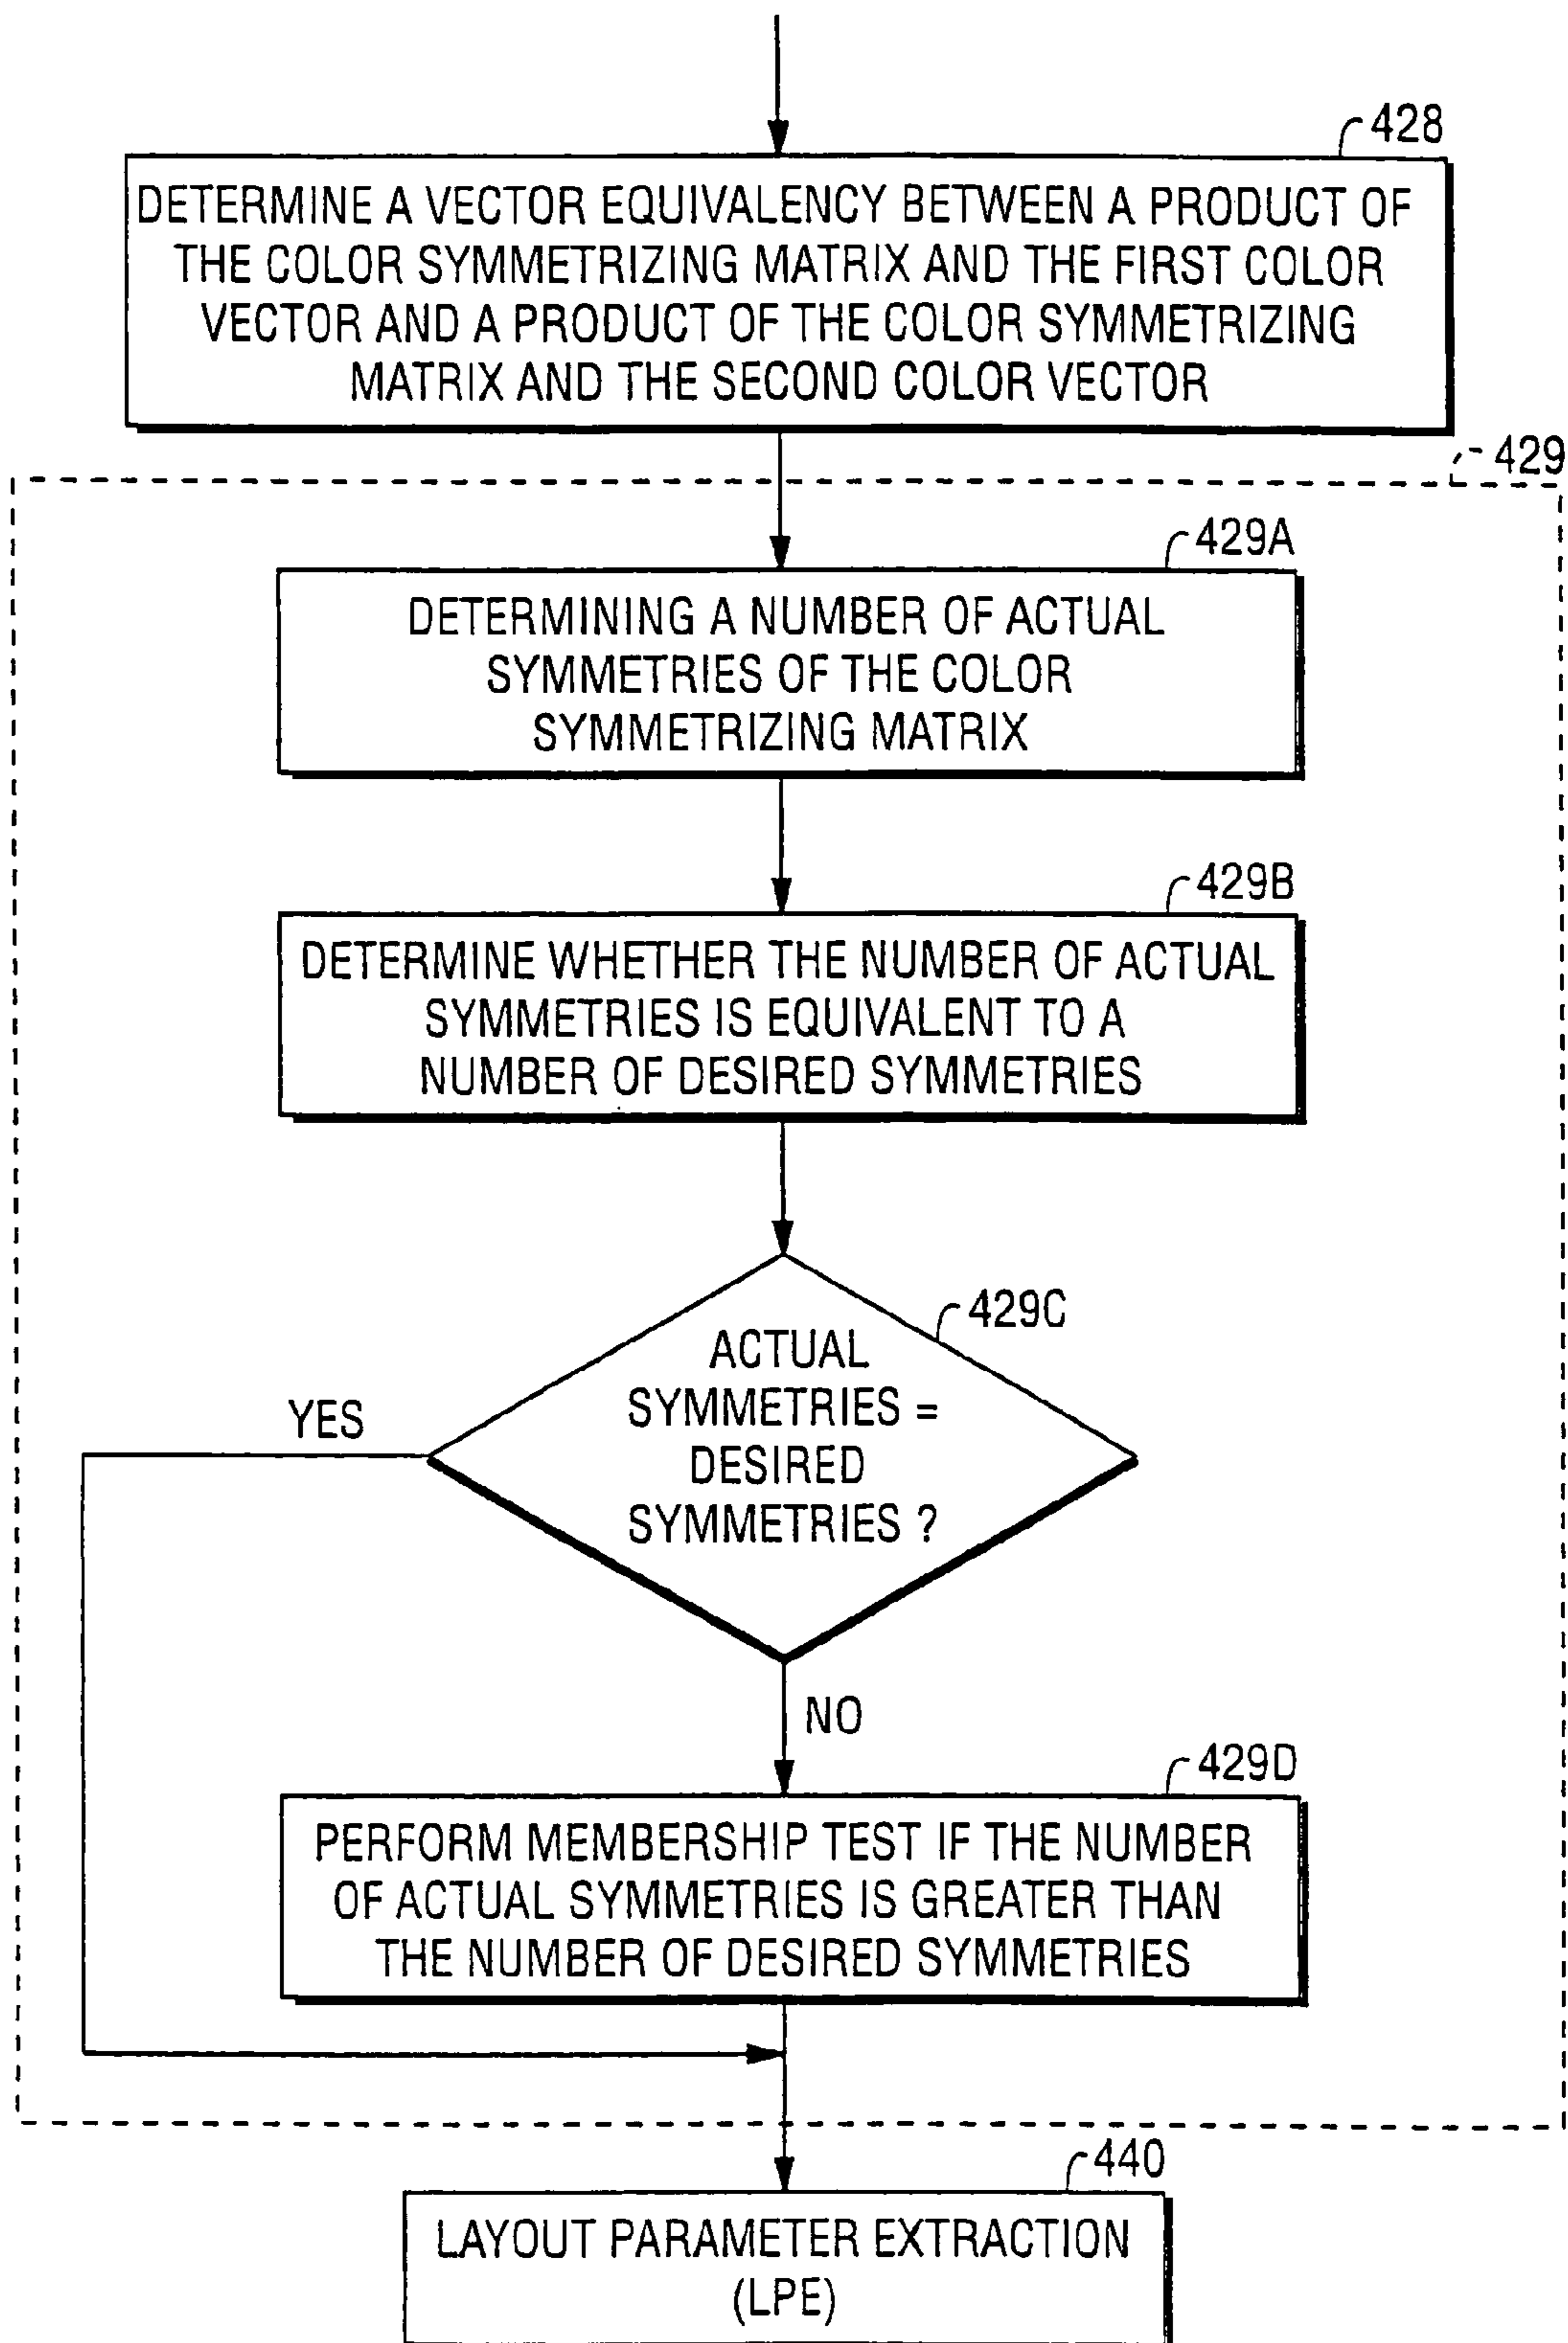 428
DETERMINE A VECTOR EQUIVALENCY BETWEEN A PRODUCT OF
THE COLOR SYMMETRIZING MATRIX AND THE FIRST COLOR
VECTOR AND A PRODUCT OF THE COLOR SYMMETRIZING
MATRIX AND THE SECOND COLOR VECTOR
429
429A
DETERMINING A NUMBER OF ACTUAL
SYMMETRIES OF THE COLOR
SYMMETRIZING MATRIX
429B
DETERMINE WHETHER THE NUMBER OF ACTUAL
SYMMETRIES IS EQUIVALENT TO A
NUMBER OF DESIRED SYMMETRIES
429C
ACTUAL
SYMMETRIES =
DESIRED
SYMMETRIES ?
YES
NO
429D
PERFORM MEMBERSHIP TEST IF THE NUMBER
OF ACTUAL SYMMETRIES IS GREATER THAN
THE NUMBER OF DESIRED SYMMETRIES
440
LAYOUT PARAMETER EXTRACTION
(LPE)